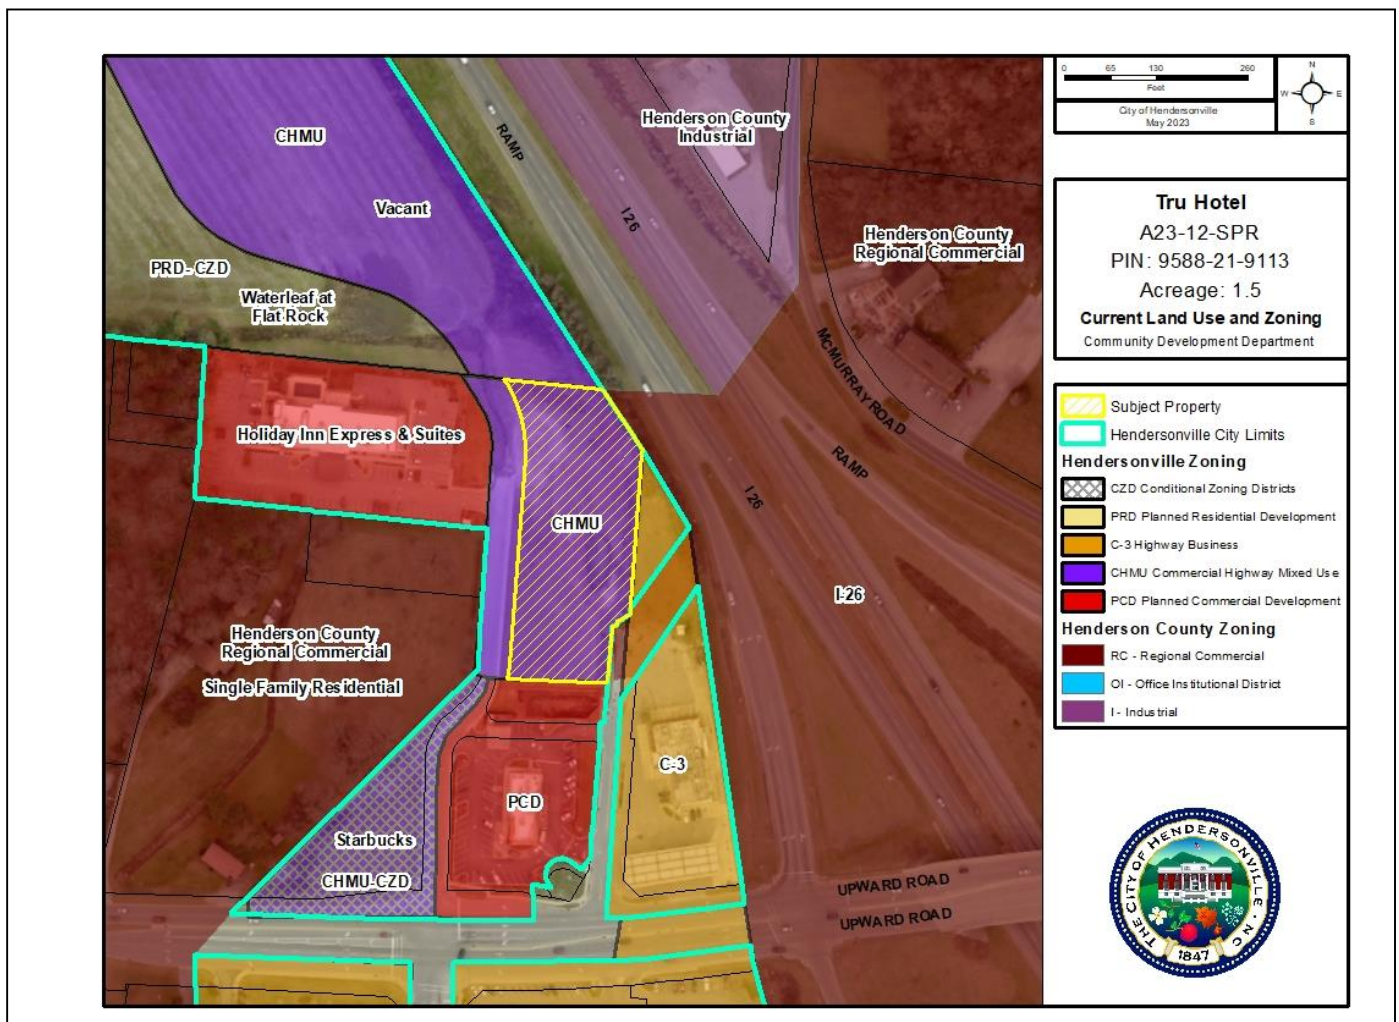 CHMU
Vacant
RAMP
I 26
Henderson County
Industrial
Henderson County
Regional Commercial
PRD- CZD
Waterleaf at
Flat Rock
MCMURRAY ROAD
Holiday Inn Express & Suites
RAMP
I 26
CHMU
I-26
Henderson County
Regional Commercial
Single Family Residential
C-3
PCD
Starbucks
CHMU-CZD
UPWARD ROAD
UPWARD ROAD
0 65 130 260
Feet
N
W E
S
City of Hendersonville
May 2023
Tru Hotel
A23-12-SPR
PIN: 9588-21-9113
Acreage: 1.5
Current Land Use and Zoning
Community Development Department
Subject Property
Hendersonville City Limits
Hendersonville Zoning
CZD Conditional Zoning Districts
PRD Planned Residential Development
C-3 Highway Business
CHMU Commercial Highway Mixed Use
PCD Planned Commercial Development
Henderson County Zoning
RC - Regional Commercial
OI - Office Institutional District
I - Industrial
THE CITY OF HENDERSONVILLE, NC
1847